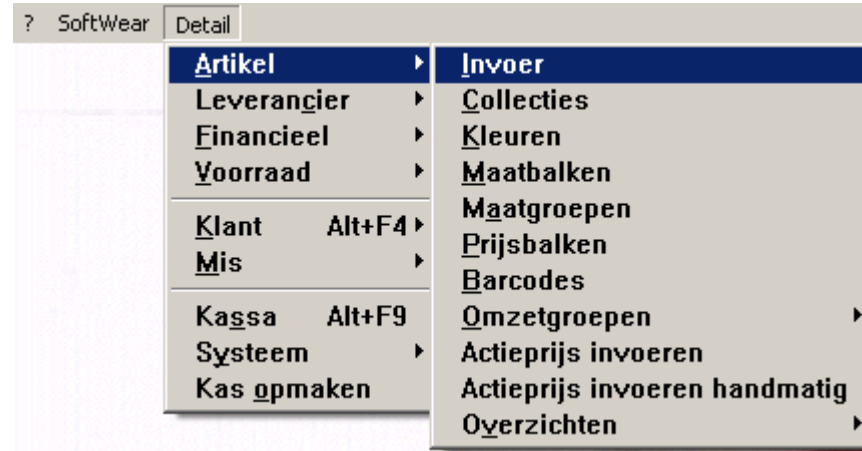 ? SoftWear Detail
Artikel
Leverancier
Financieel
Voorraad
Klant Alt+F4
Mis
Kassa Alt+F9
Systeem
Kas opmaken
Invoer
Collecties
Kleuren
Maatbalken
Maatgroepen
Prijsbalken
Barcodes
Omzetgroepen
Actieprijs invoeren
Actieprijs invoeren handmatig
Overzichten